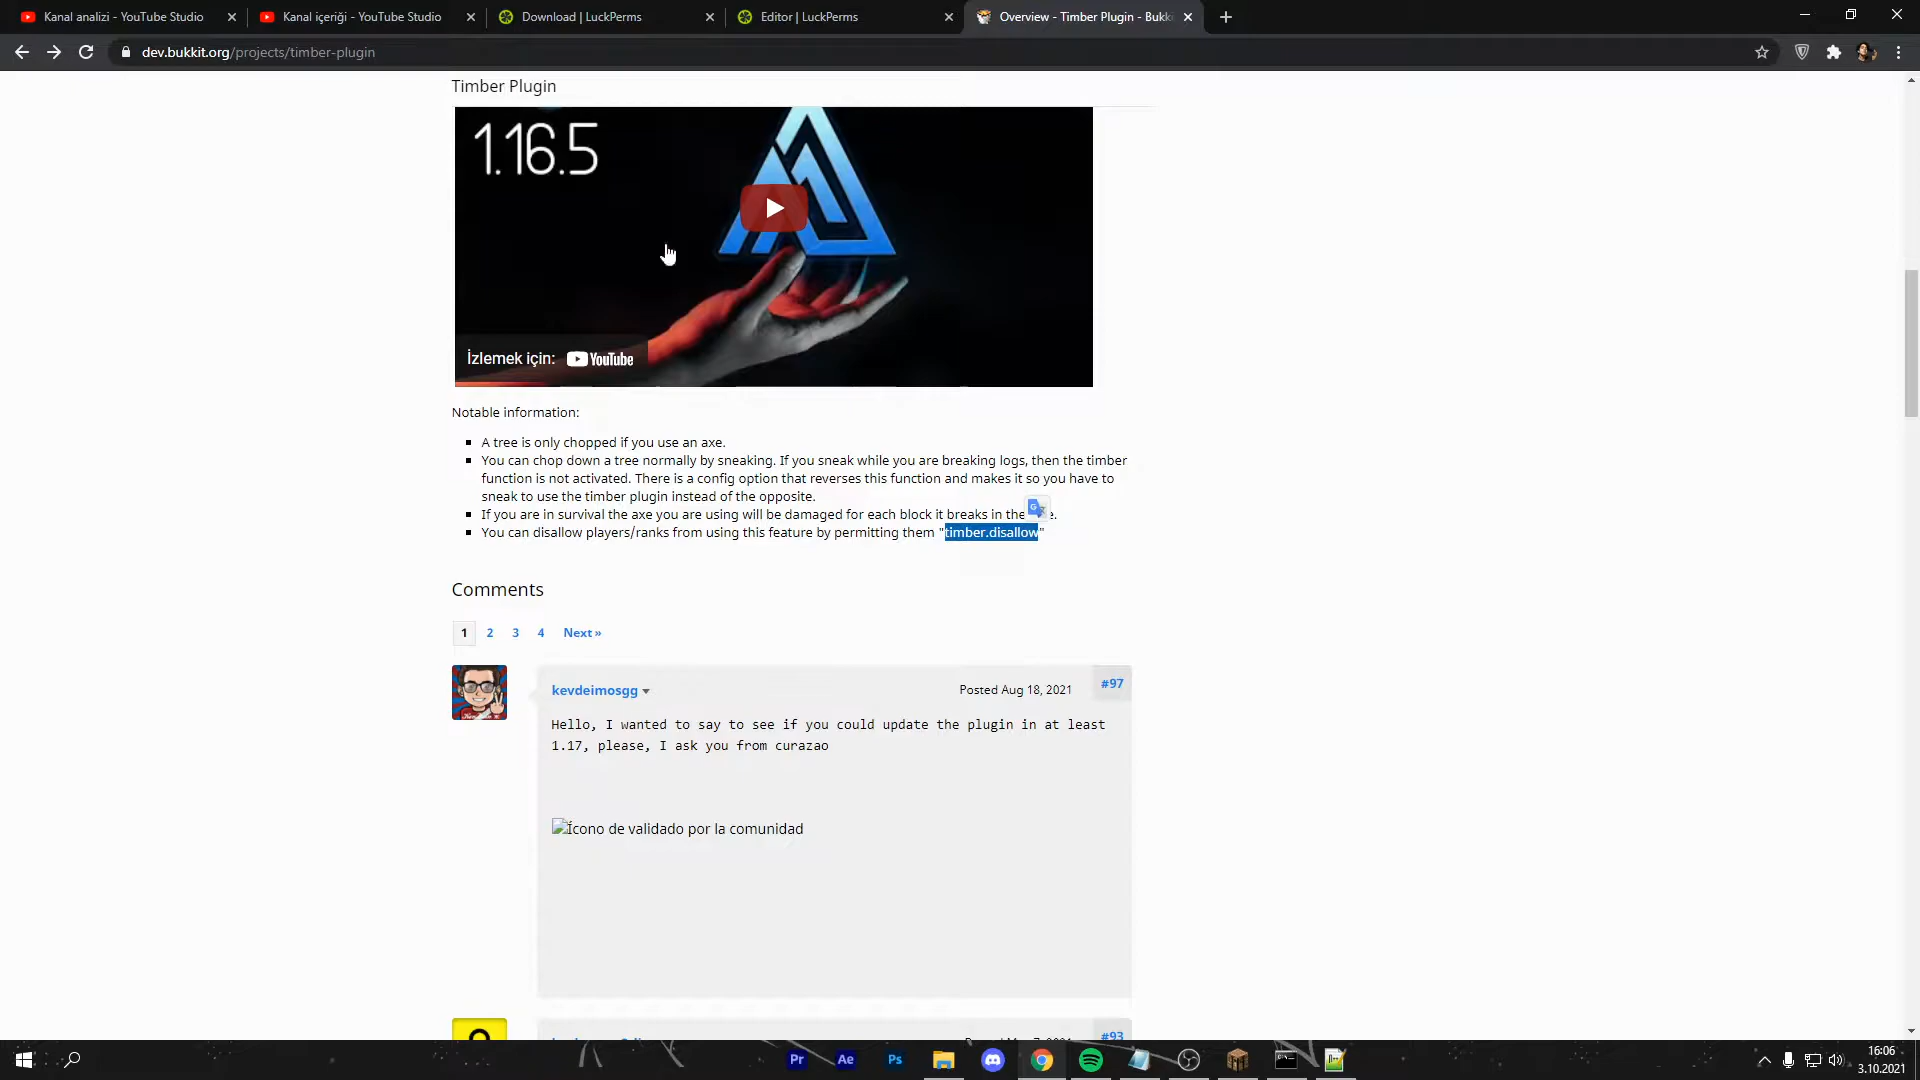 Kanal analizi - YouTube Studio
Kanal içeriği - YouTube Studio
Download | LuckPerms
Editor | LuckPerms
Overview - Timber Plugin - Bukk
dev.bukkit.org/projects/timber-plugin
Timber Plugin
1.16.5
İzlemek için: YouTube
Notable information:
A tree is only chopped if you use an axe.
You can chop down a tree normally by sneaking. If you sneak while you are breaking logs, then the timber
function is not activated. There is a config option that reverses this function and makes it so you have to
sneak to use the timber plugin instead of the opposite.
If you are in survival the axe you are using will be damaged for each block it breaks in the e.
You can disallow players/ranks from using this feature by permitting them "timber.disallow"
Comments
1 2 3 4 Next »
kevdeimosgg
Posted Aug 18, 2021
#97
Hello, I wanted to say to see if you could update the plugin in at least
1.17, please, I ask you from curazao
Ícono de validado por la comunidad
#93
Pr Ae Ps
16:06
3.10.2021